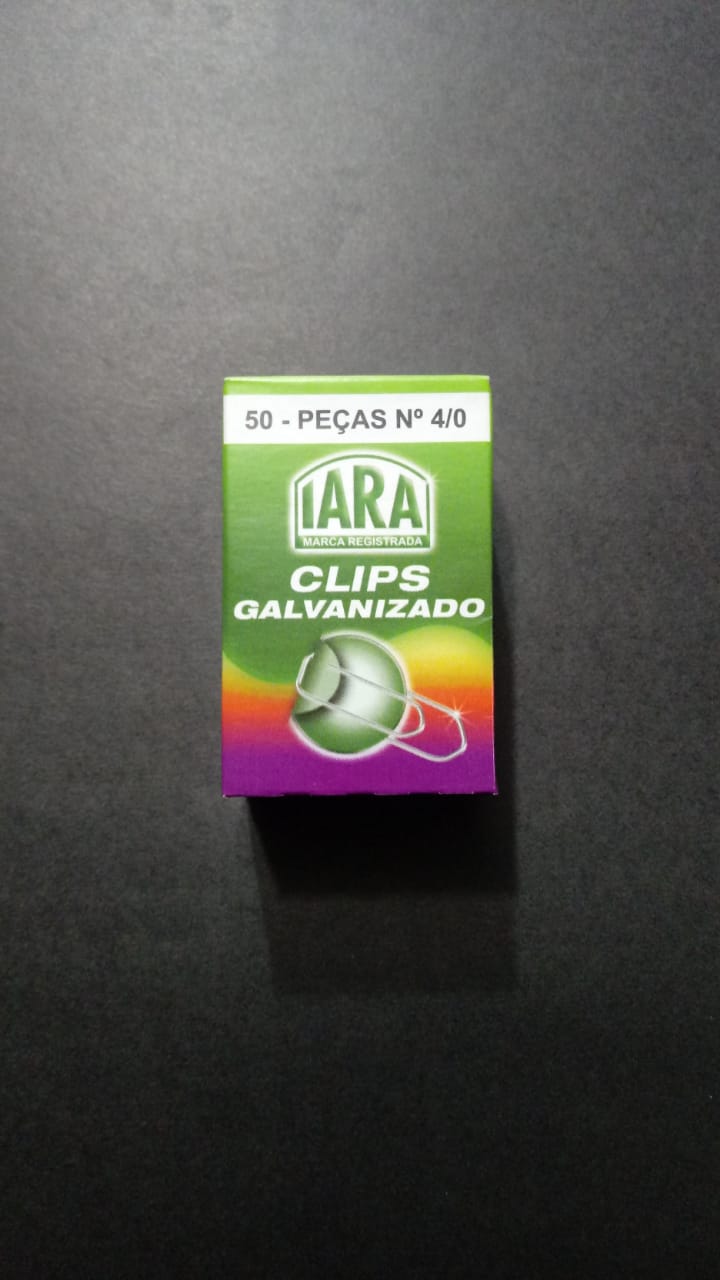 50 - PEÇAS Nº 4/0
IARA
MARCA REGISTRADA
CLIPS
GALVANIZADO